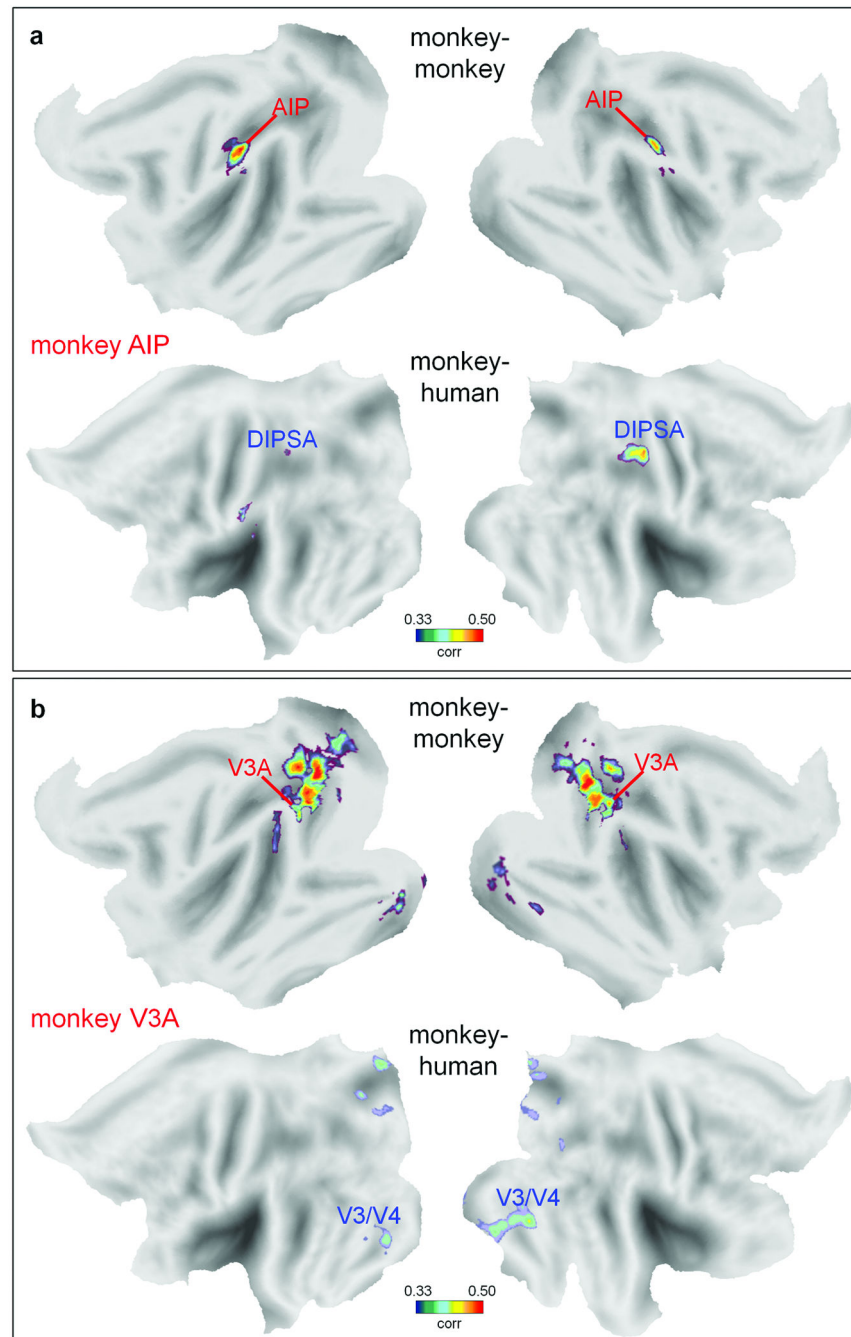 a
monkey-
monkey
AIP
AIP
monkey AIP
monkey-
human
DIPSA
DIPSA
0.33 0.50
corr
b
monkey-
monkey
V3A
V3A
monkey V3A
monkey-
human
V3/V4
V3/V4
0.33 0.50
corr